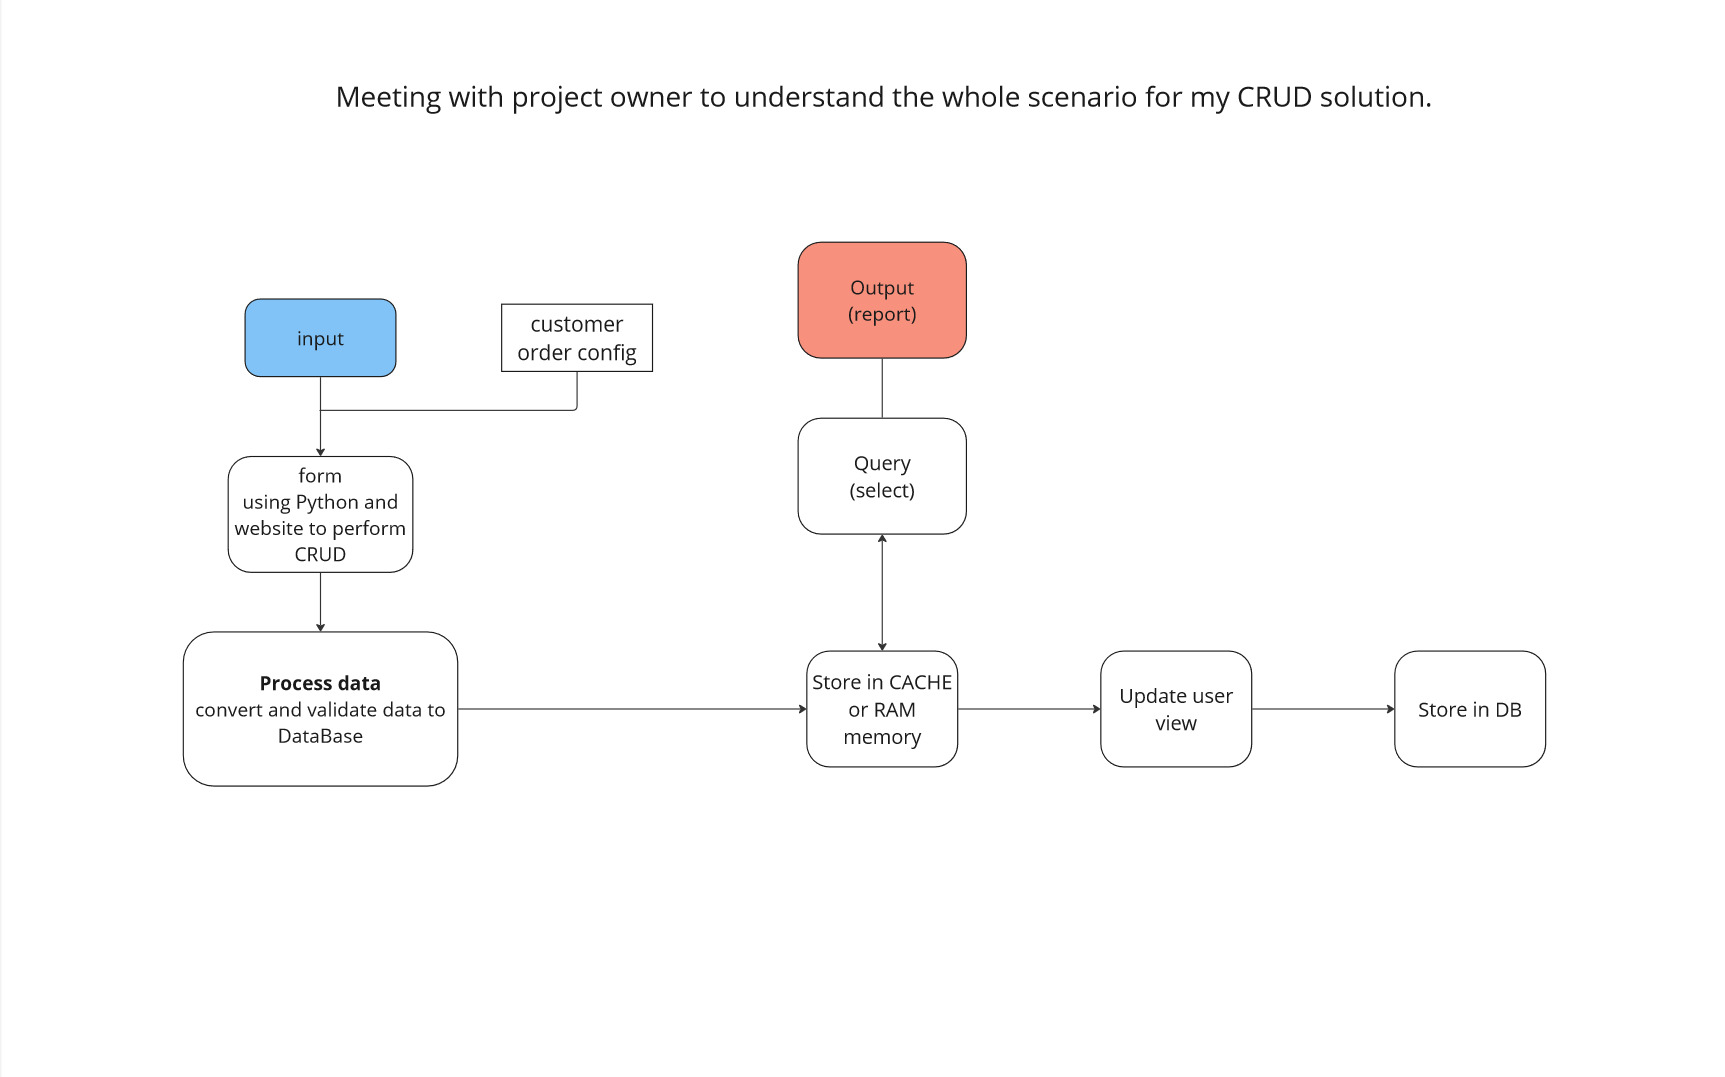 Meeting with project owner to understand the whole scenario for my CRUD solution.
input
customer
order config
form
using Python and
website to perform
CRUD
Process data
convert and validate data to
DataBase
Output
(report)
Query
(select)
Store in CACHE
or RAM
memory
Update user
view
Store in DB